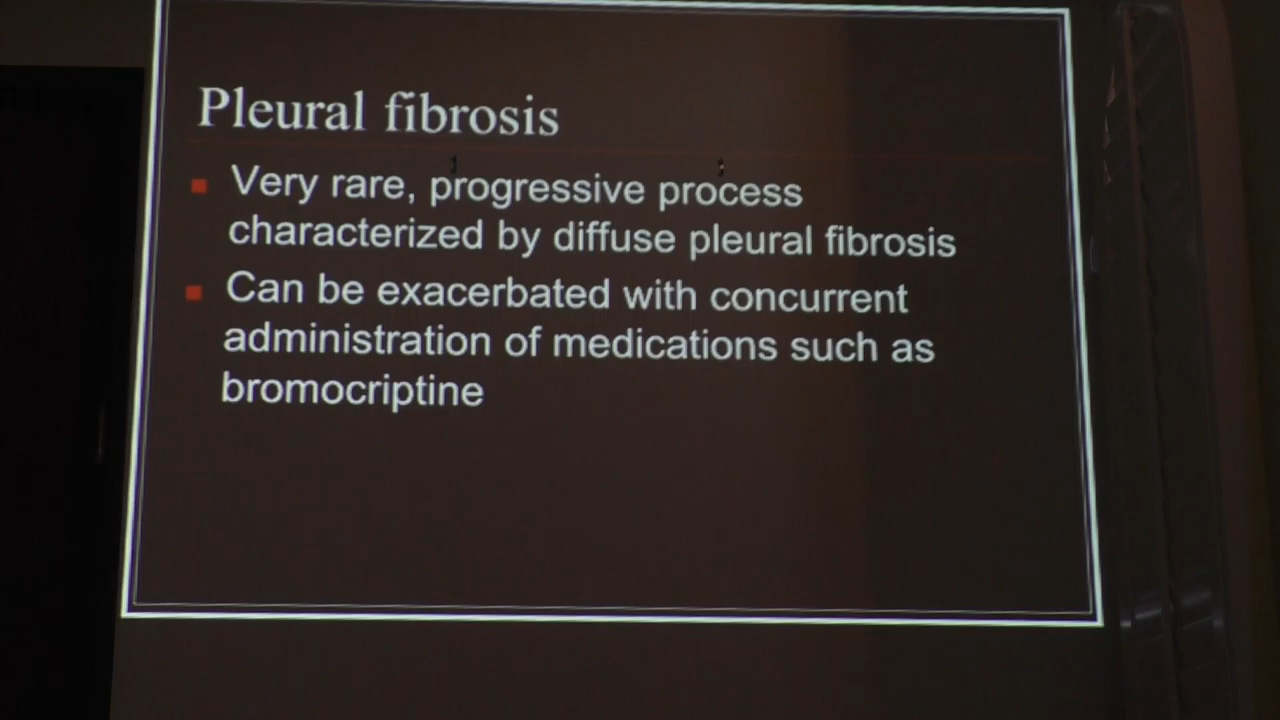 Pleural fibrosis
Very rare, progressive process
characterized by diffuse pleural fibrosis
Can be exacerbated with concurrent
administration of medications such as
bromocriptine